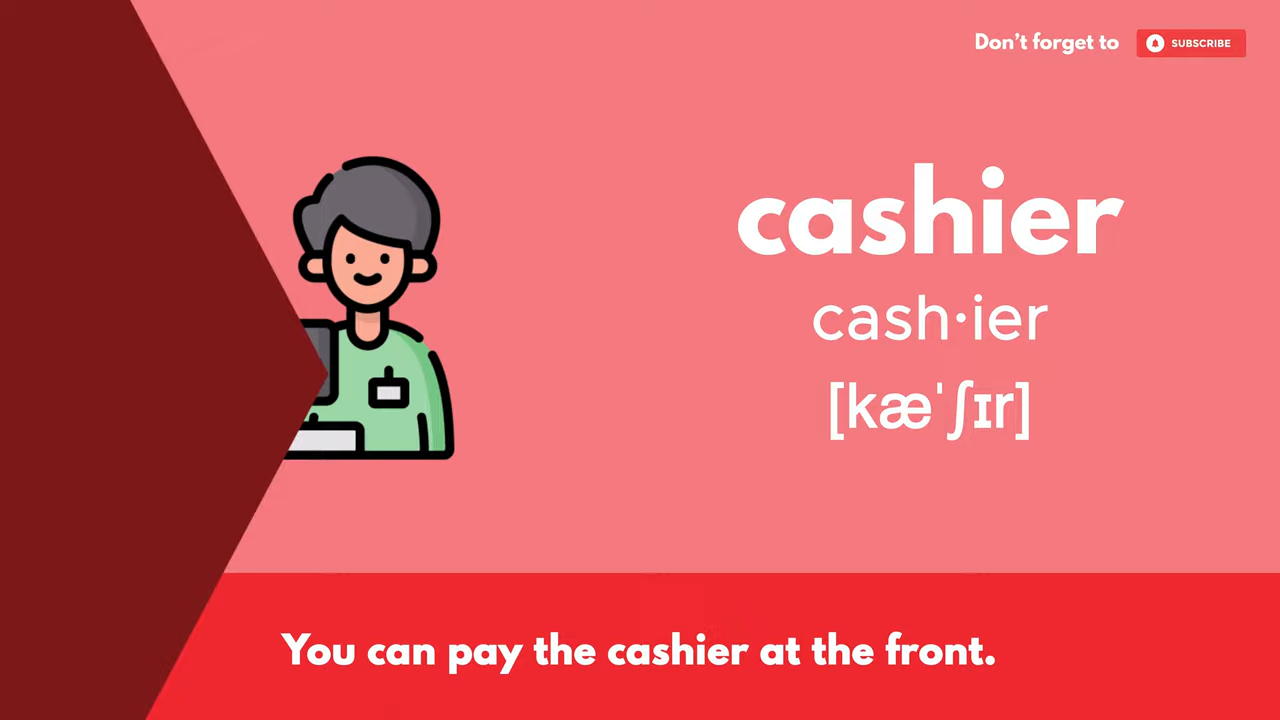 Don't forget to SUBSCRIBE
cashier
cash·ier
[kæˈʃɪr]
You can pay the cashier at the front.